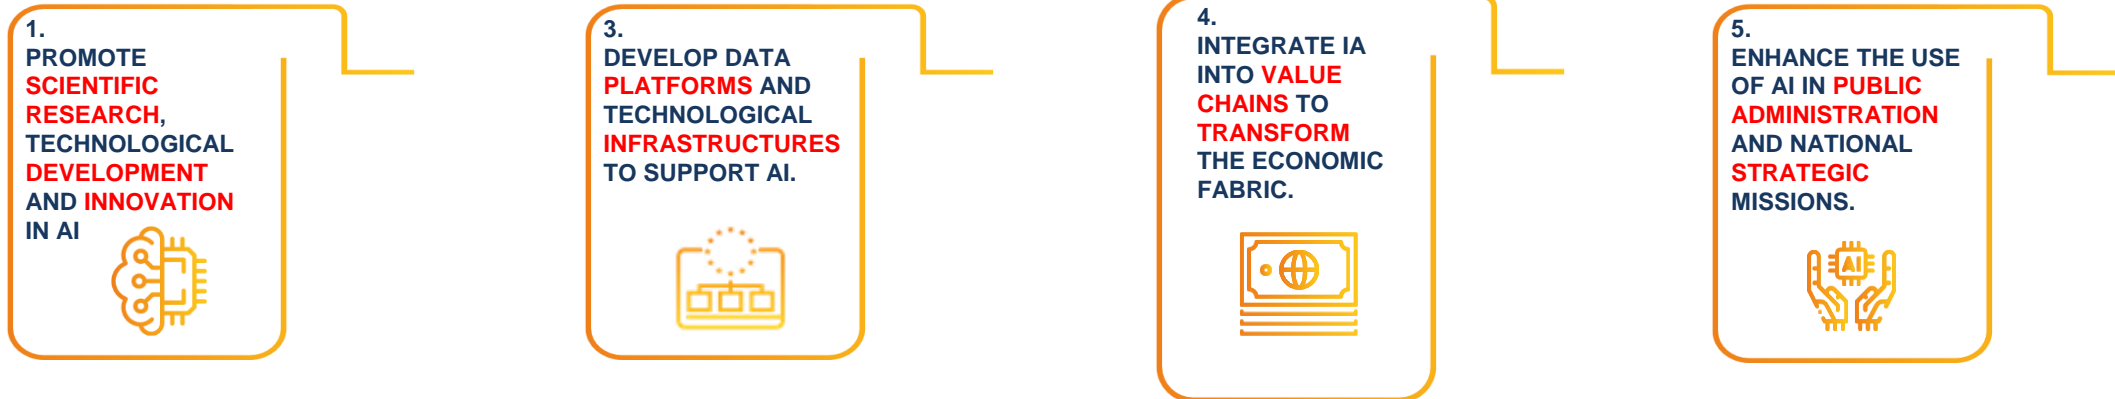 1.
PROMOTE
SCIENTIFIC
RESEARCH,
TECHNOLOGICAL
DEVELOPMENT
AND INNOVATION
IN AI
3.
DEVELOP DATA
PLATFORMS AND
TECHNOLOGICAL
INFRASTRUCTURES
TO SUPPORT AI.
4.
INTEGRATE IA
INTO VALUE
CHAINS TO
TRANSFORM
THE ECONOMIC
FABRIC.
5.
ENHANCE THE USE
OF AI IN PUBLIC
ADMINISTRATION
AND NATIONAL
STRATEGIC
MISSIONS.
AI